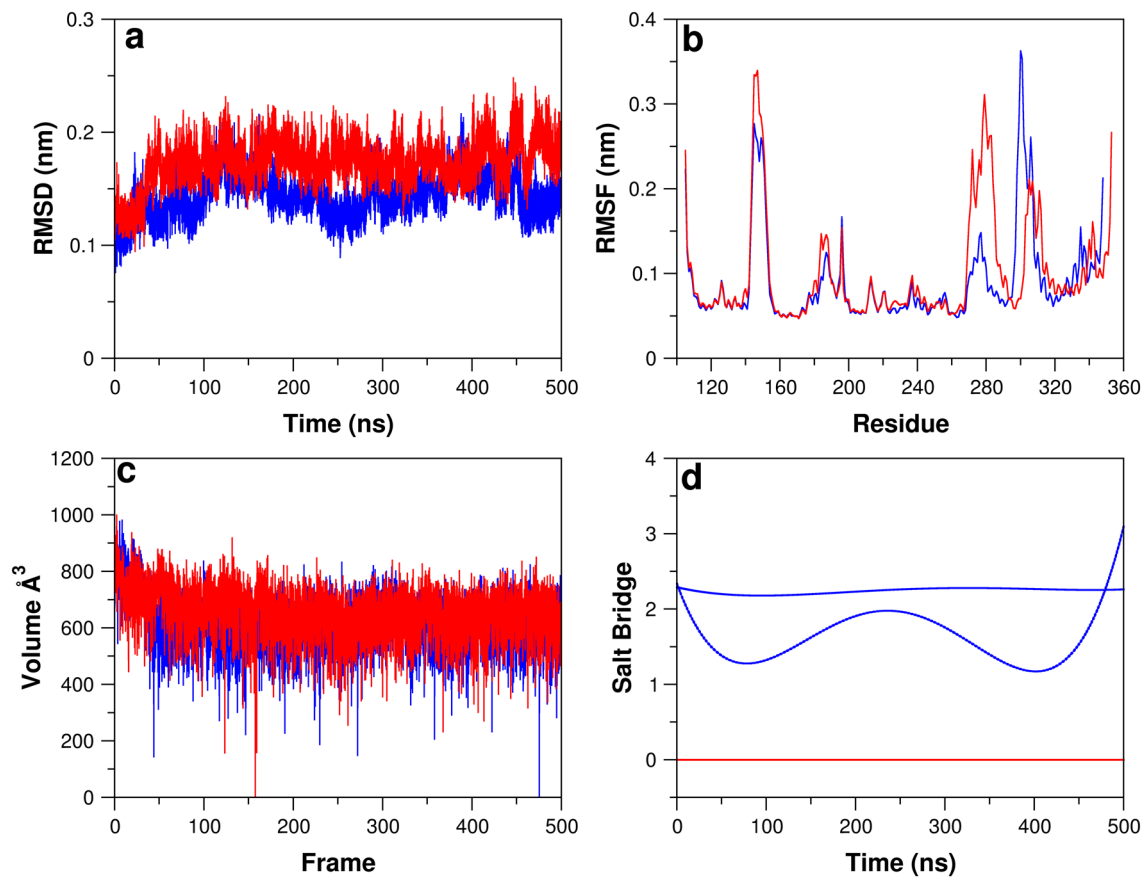 a
0.3
0.2
0.1
0
RMSD (nm)
0 100 200 300 400 500
Time (ns)
b
0.4
0.3
0.2
0.1
0
RMSF (nm)
120 160 200 240 280 320 360
Residue
c
1200
1000
800
600
400
200
0
Volume Å³
0 100 200 300 400 500
Frame
d
4
3
2
1
0
Salt Bridge
0 100 200 300 400 500
Time (ns)